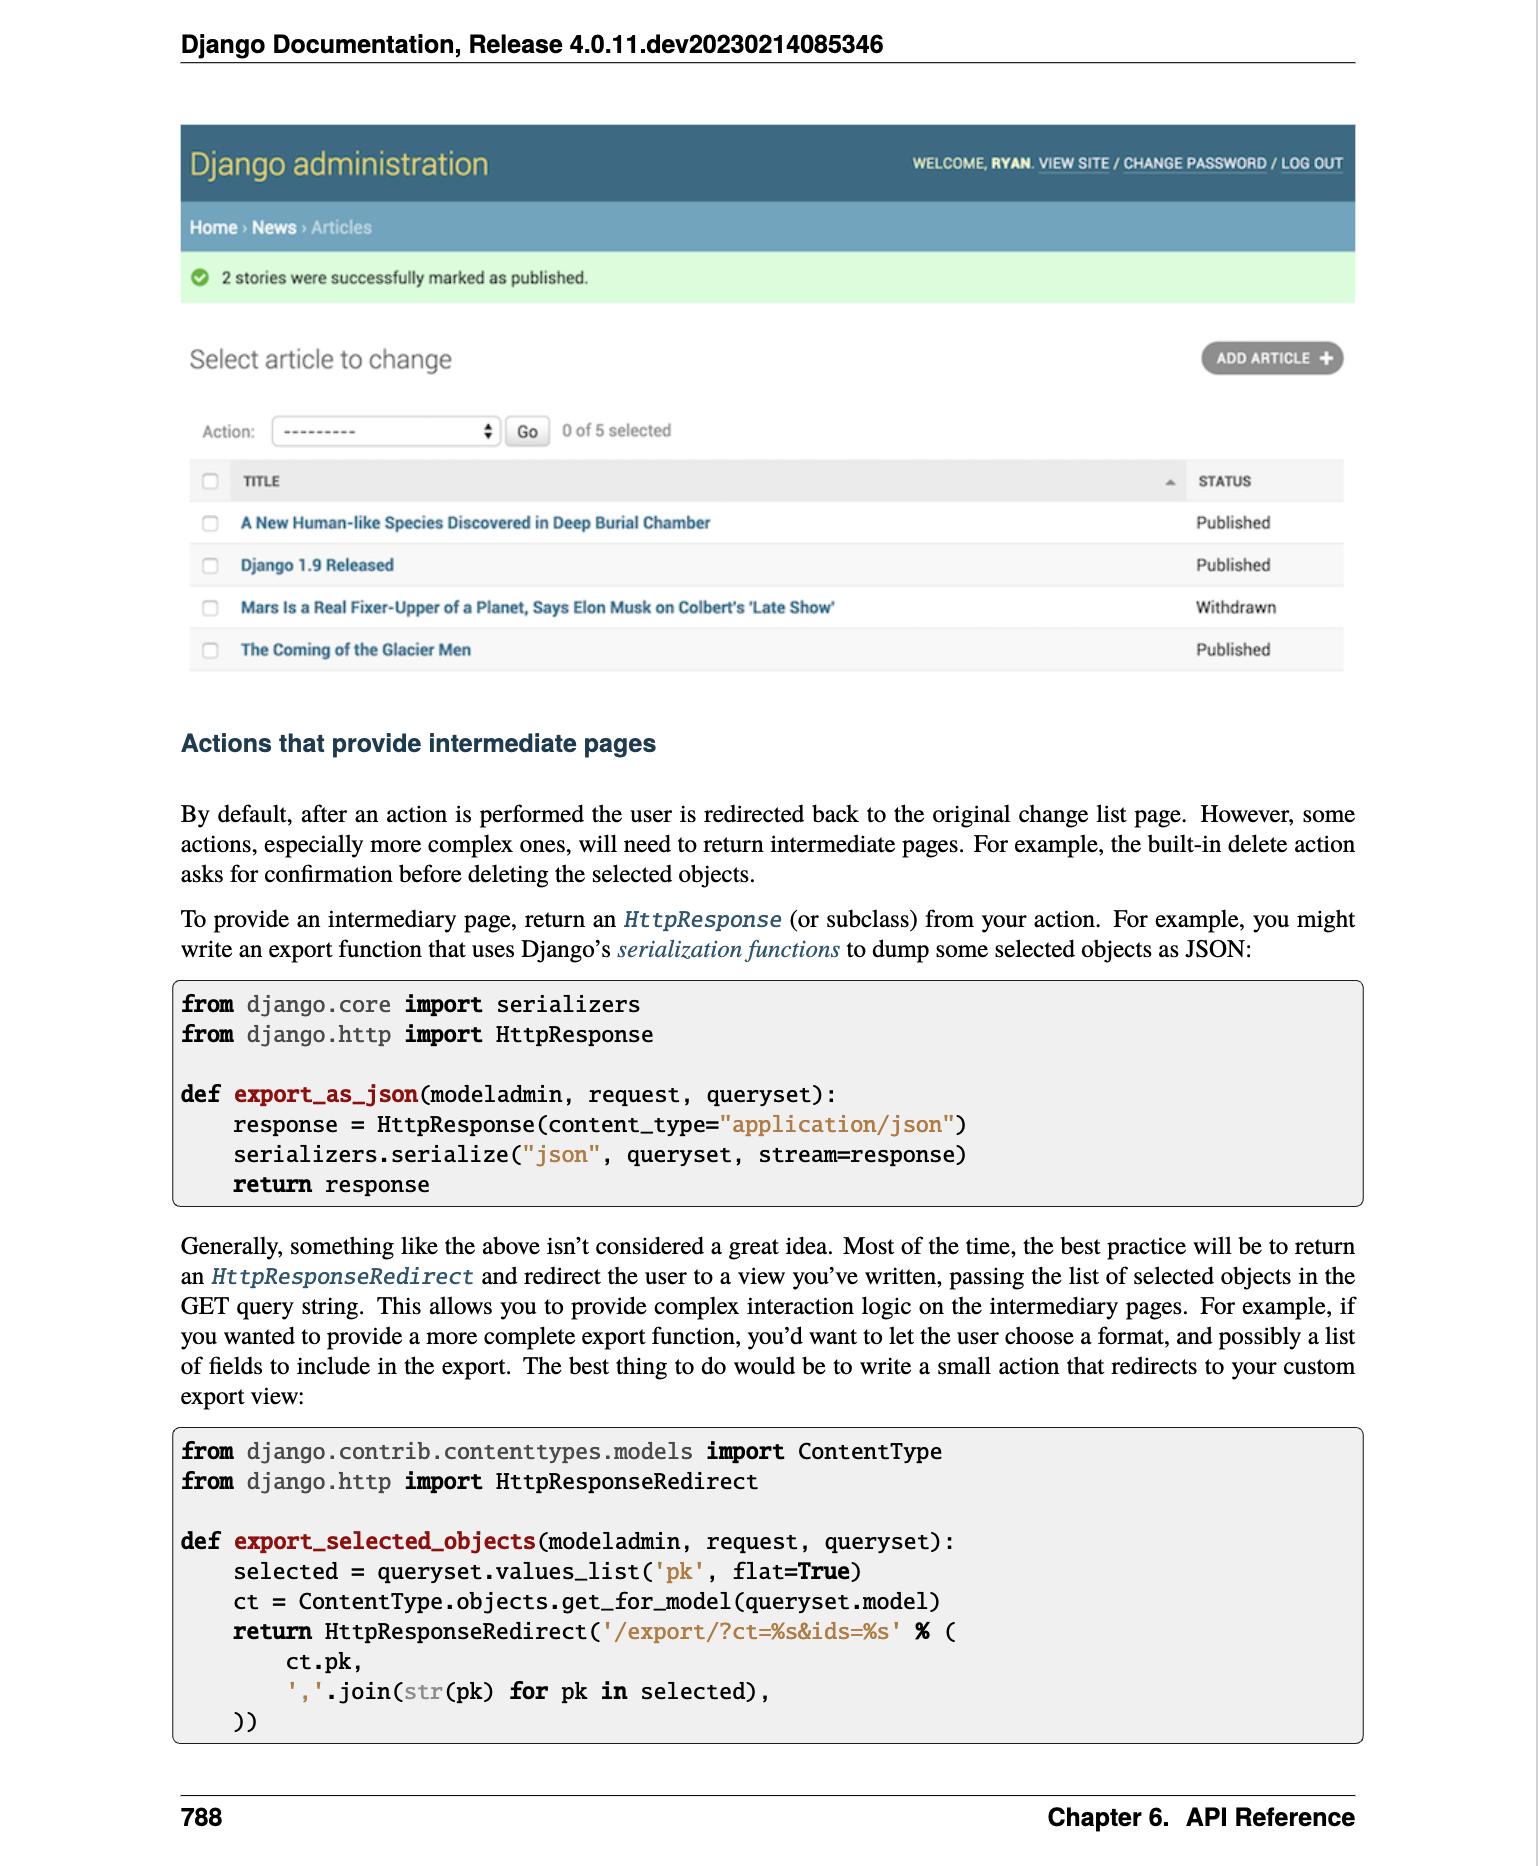 Django Documentation, Release 4.0.11.dev20230214085346
Django administration
WELCOME, RYAN. VIEW SITE / CHANGE PASSWORD / LOG OUT
Home › News › Articles
2 stories were successfully marked as published.
Select article to change
ADD ARTICLE +
Action: --------- Go 0 of 5 selected
TITLE STATUS
A New Human-like Species Discovered in Deep Burial Chamber Published
Django 1.9 Released Published
Mars Is a Real Fixer-Upper of a Planet, Says Elon Musk on Colbert's 'Late Show' Withdrawn
The Coming of the Glacier Men Published
Actions that provide intermediate pages
By default, after an action is performed the user is redirected back to the original change list page. However, some
actions, especially more complex ones, will need to return intermediate pages. For example, the built-in delete action
asks for confirmation before deleting the selected objects.
To provide an intermediary page, return an HttpResponse (or subclass) from your action. For example, you might
write an export function that uses Django’s serialization functions to dump some selected objects as JSON:
from django.core import serializers
from django.http import HttpResponse
def export_as_json(modeladmin, request, queryset):
    response = HttpResponse(content_type="application/json")
    serializers.serialize("json", queryset, stream=response)
    return response
Generally, something like the above isn’t considered a great idea. Most of the time, the best practice will be to return
an HttpResponseRedirect and redirect the user to a view you’ve written, passing the list of selected objects in the
GET query string. This allows you to provide complex interaction logic on the intermediary pages. For example, if
you wanted to provide a more complete export function, you’d want to let the user choose a format, and possibly a list
of fields to include in the export. The best thing to do would be to write a small action that redirects to your custom
export view:
from django.contrib.contenttypes.models import ContentType
from django.http import HttpResponseRedirect
def export_selected_objects(modeladmin, request, queryset):
    selected = queryset.values_list('pk', flat=True)
    ct = ContentType.objects.get_for_model(queryset.model)
    return HttpResponseRedirect('/export/?ct=%s&ids=%s' % (
        ct.pk,
        ','.join(str(pk) for pk in selected),
    ))
788 Chapter 6. API Reference